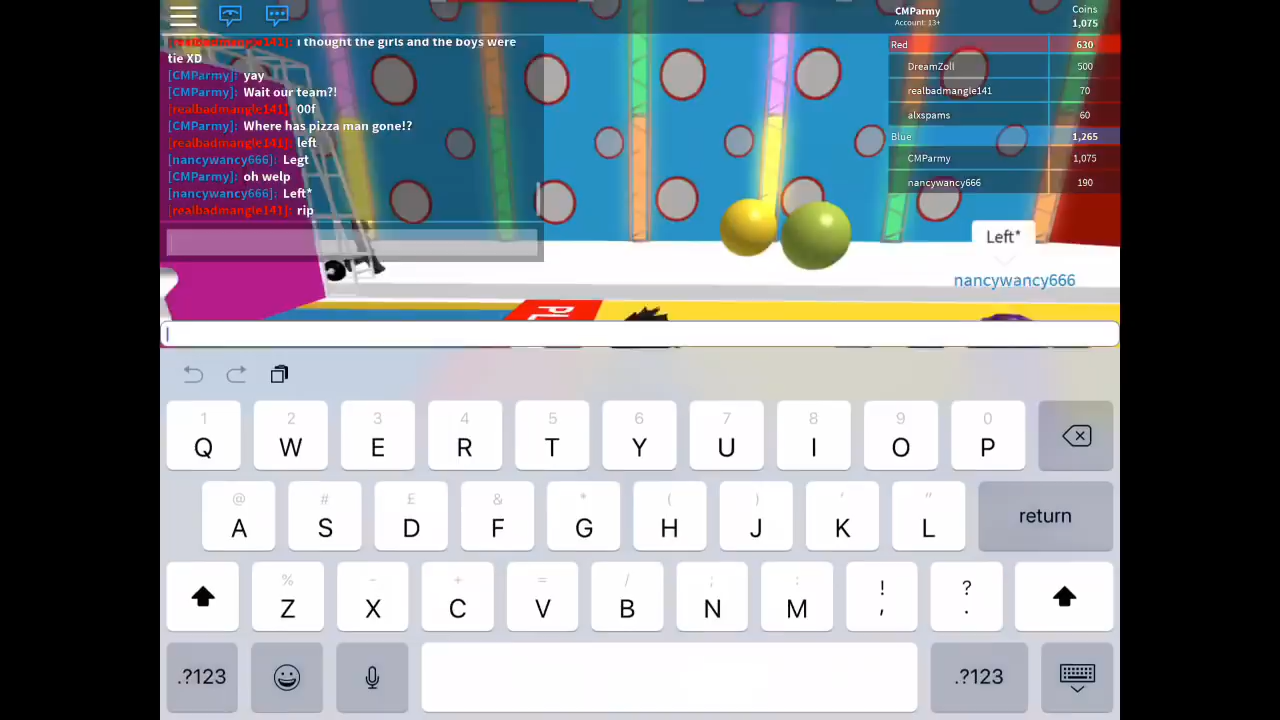 CMParmy
Account: 13+
Coins
1,075
[realbadmangle141]: i thought the girls and the boys were
tie XD
[CMParmy]: yay
[CMParmy]: Wait our team?!
[realbadmangle141]: 00f
[CMParmy]: Where has pizza man gone!?
[realbadmangle141]: left
[nancywancy666]: Legt
[CMParmy]: oh welp
[nancywancy666]: Left*
[realbadmangle141]: rip
Red 630
DreamZoll 500
realbadmangle141 70
alxspams 60
Blue 1,265
CMParmy 1,075
nancywancy666 190
Left*
nancywancy666
PL
1 2 3 4 5 6 7 8 9 0
Q W E R T Y U I O P
@ # £ & * ( ) ' "
A S D F G H J K L return
% - + = / ; : ! ?
Z X C V B N M , .
.?123 .?123